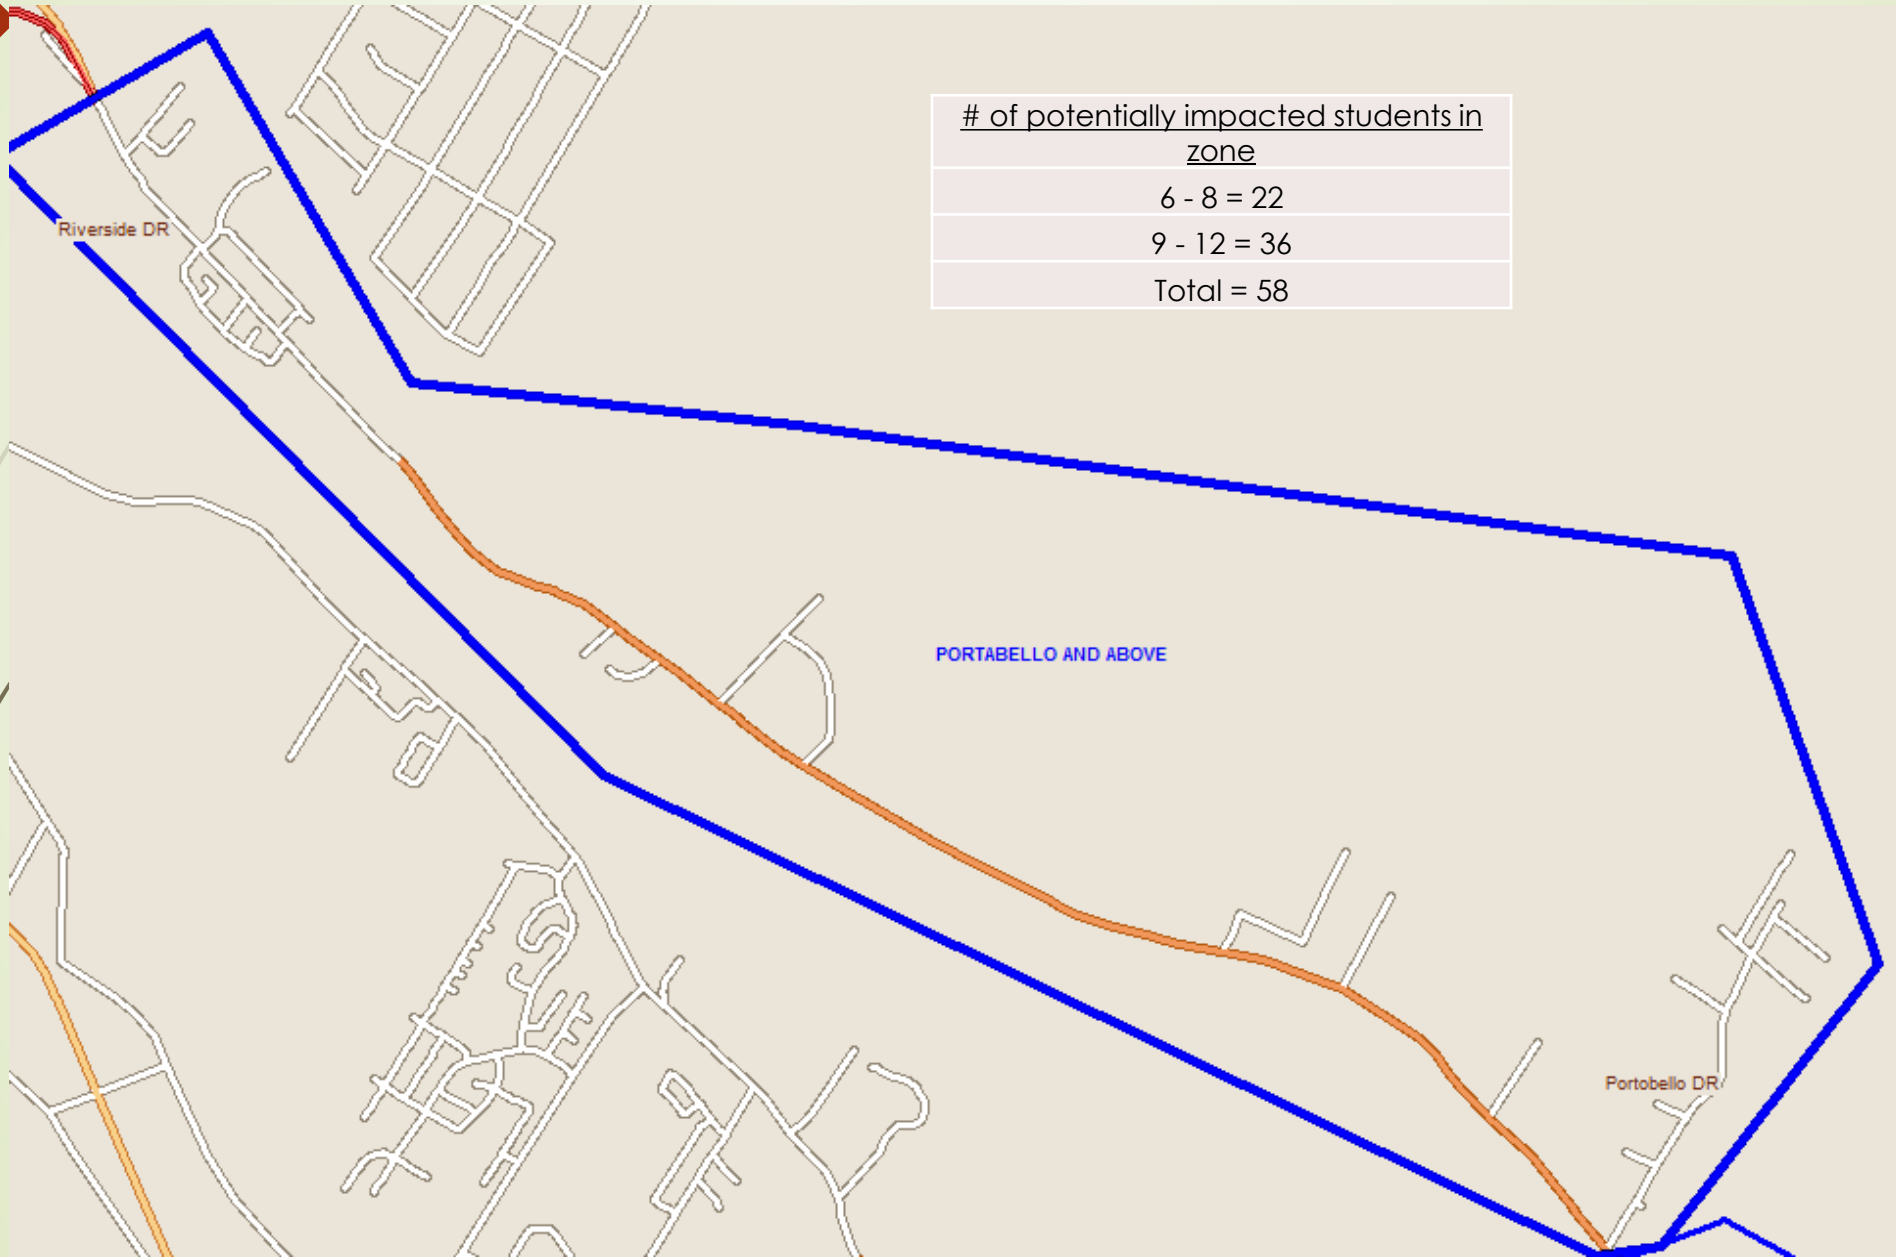 # of potentially impacted students in
zone
6 - 8 = 22
9 - 12 = 36
Total = 58
Riverside DR
PORTABELLO AND ABOVE
Portobello DR